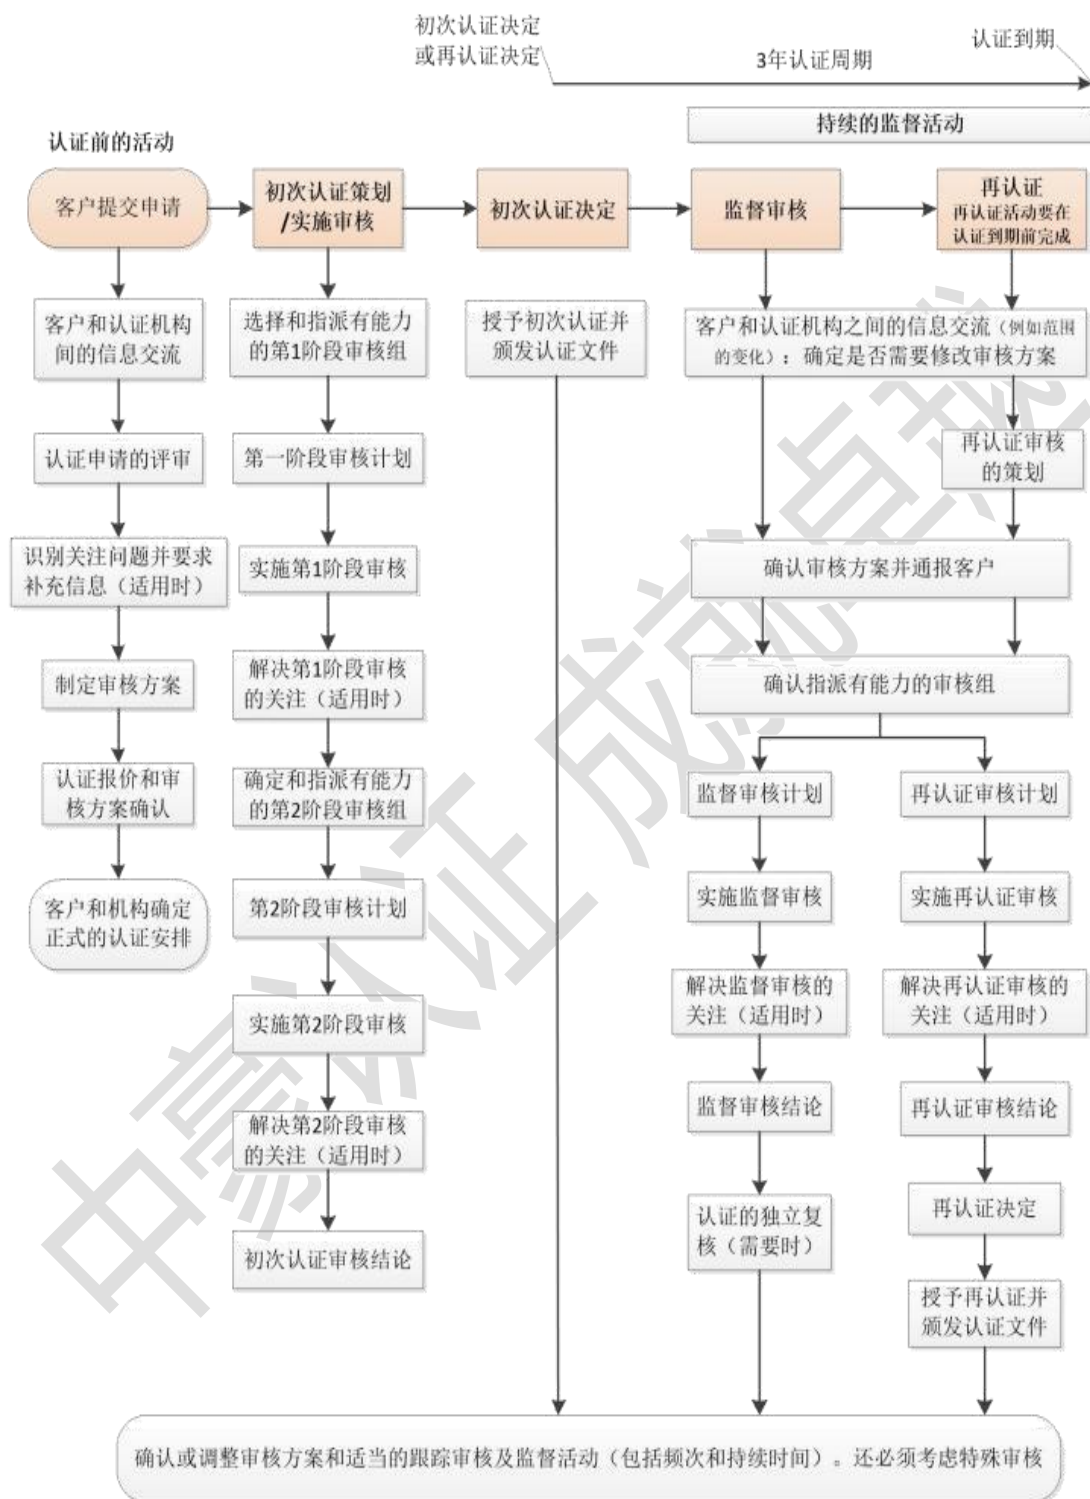 初次认证决定
或再认证决定
3年认证周期
认证到期
持续的监督活动
认证前的活动
客户提交申请
初次认证策划
/实施审核
初次认证决定
监督审核
再认证
再认证活动要在
认证到期前完成
客户和认证机构
间的信息交流
认证申请的评审
识别关注问题并要求
补充信息（适用时）
制定审核方案
认证报价和审
核方案确认
客户和机构确定
正式的认证安排
选择和指派有能力
的第1阶段审核组
第一阶段审核计划
实施第1阶段审核
解决第1阶段审核
的关注（适用时）
确定和指派有能力
的第2阶段审核组
第2阶段审核计划
实施第2阶段审核
解决第2阶段审核
的关注（适用时）
初次认证审核结论
授予初次认证并
颁发认证文件
客户和认证机构之间的信息交流（例如范围
的变化）：确定是否需要修改审核方案
再认证审核
的策划
确认审核方案并通报客户
确认指派有能力的审核组
监督审核计划
实施监督审核
解决监督审核的
关注（适用时）
监督审核结论
认证的独立复
核（需要时）
再认证审核计划
实施再认证审核
解决再认证审核的
关注（适用时）
再认证审核结论
再认证决定
授予再认证并
颁发认证文件
确认或调整审核方案和适当的跟踪审核及监督活动（包括频次和持续时间）。还必须考虑特殊审核
中豪认证 成就卓越